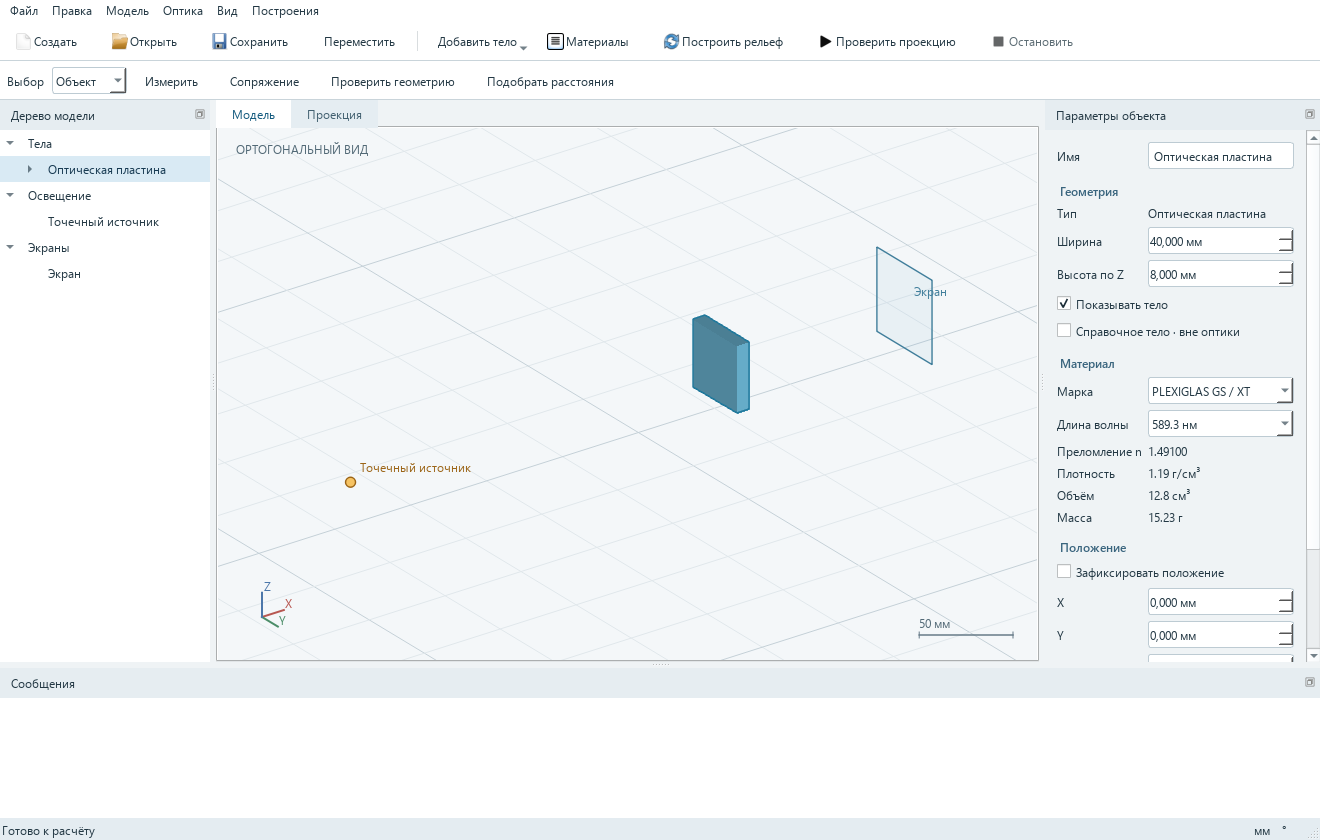 Файл Правка Модель Оптика Вид Построения
Создать Открыть Сохранить Переместить Добавить тело Материалы Построить рельеф Проверить проекцию Остановить
Выбор Объект Измерить Сопряжение Проверить геометрию Подобрать расстояния
Дерево модели
Тела
Оптическая пластина
Освещение
Точечный источник
Экраны
Экран
Модель Проекция
ОРТОГОНАЛЬНЫЙ ВИД
Экран
Точечный источник
Z
X
Y
50 мм
Параметры объекта
Имя Оптическая пластина
Геометрия
Тип Оптическая пластина
Ширина 40,000 мм
Высота по Z 8,000 мм
Показывать тело
Справочное тело · вне оптики
Материал
Марка PLEXIGLAS GS / XT
Длина волны 589.3 нм
Преломление n 1.49100
Плотность 1.19 г/см³
Объём 12.8 см³
Масса 15.23 г
Положение
Зафиксировать положение
X 0,000 мм
Y 0,000 мм
Сообщения
Готово к расчёту мм °